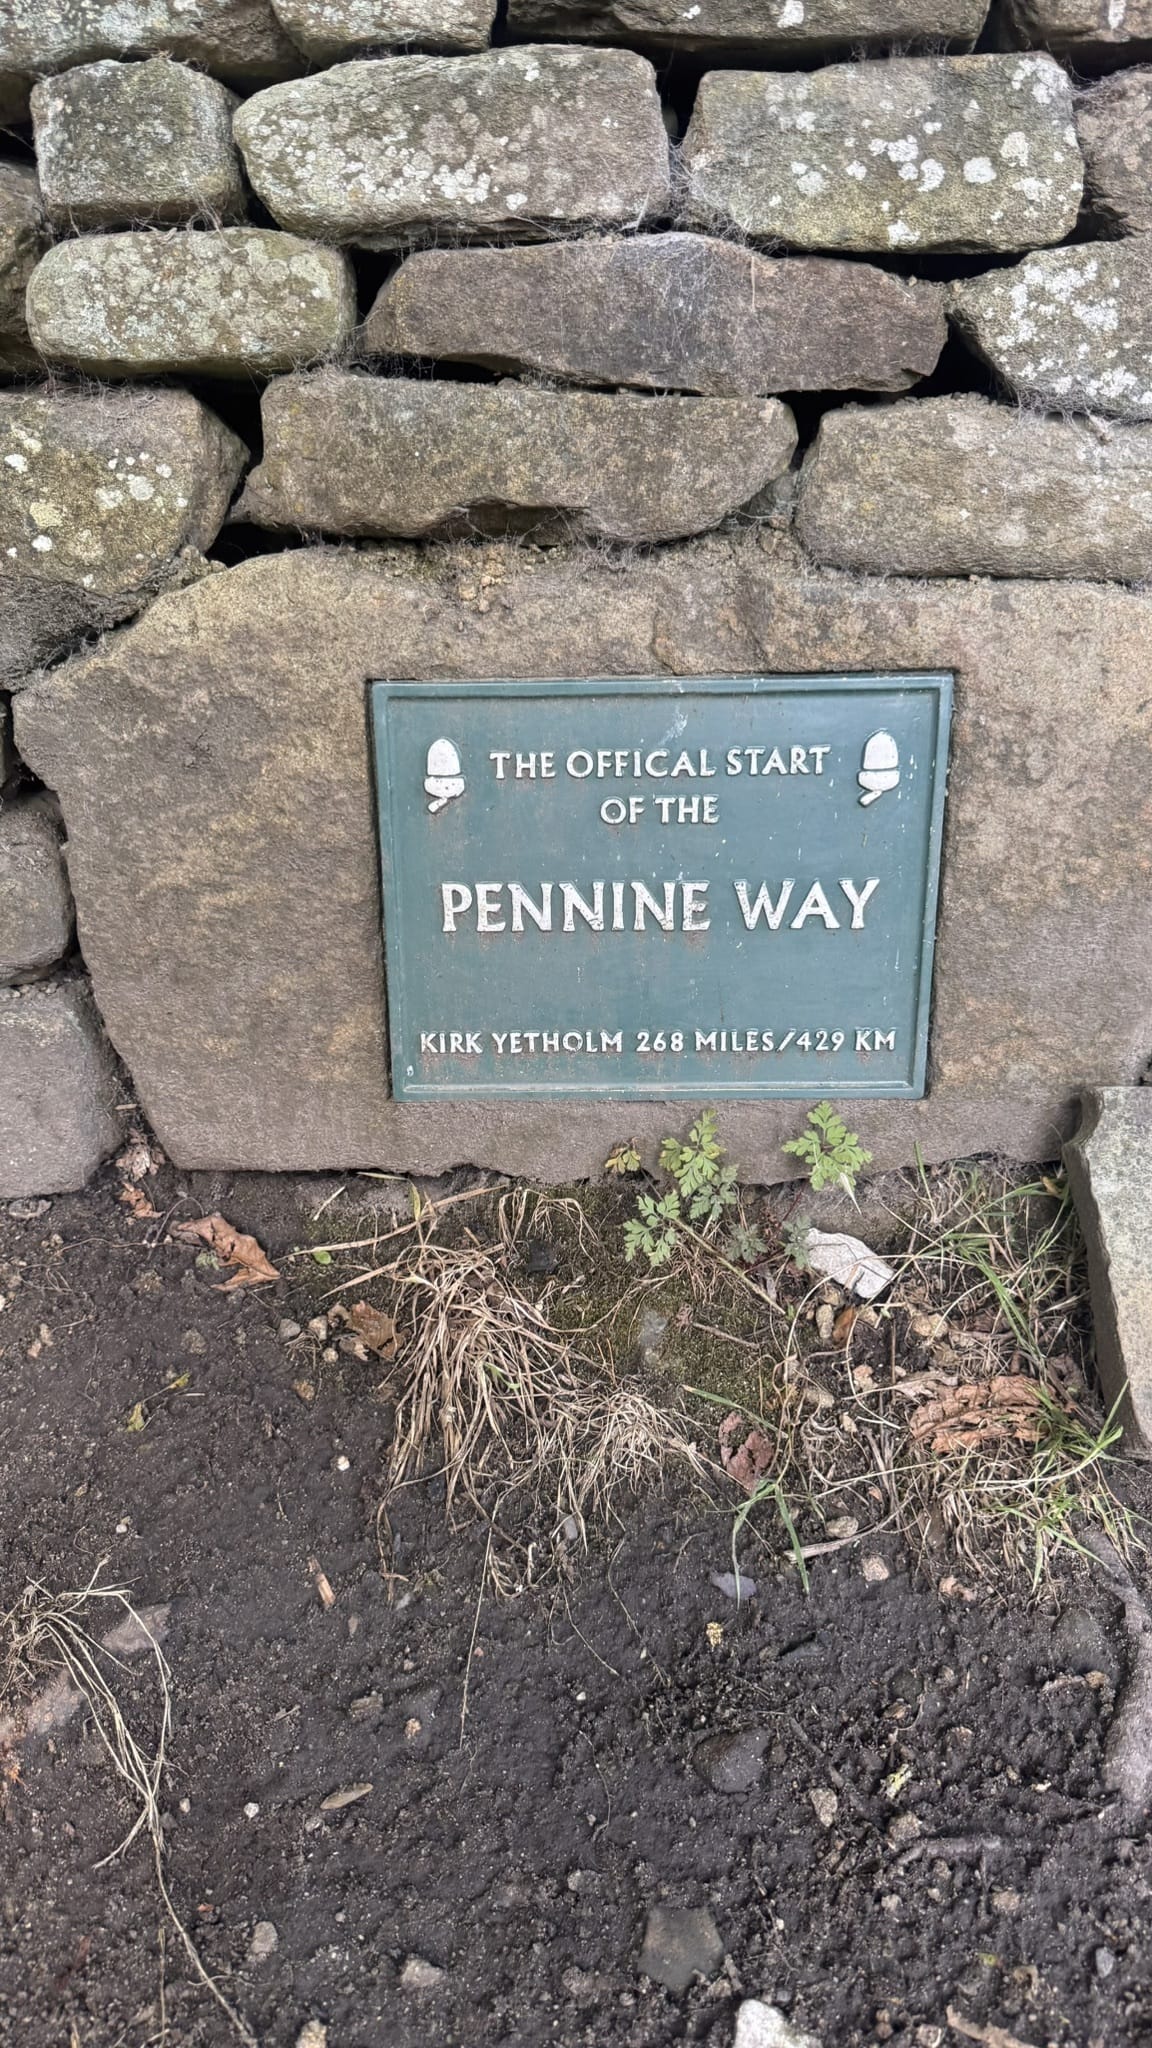 THE OFFICAL START
OF THE
PENNINE WAY
KIRK YETHOLM 268 MILES/429 KM